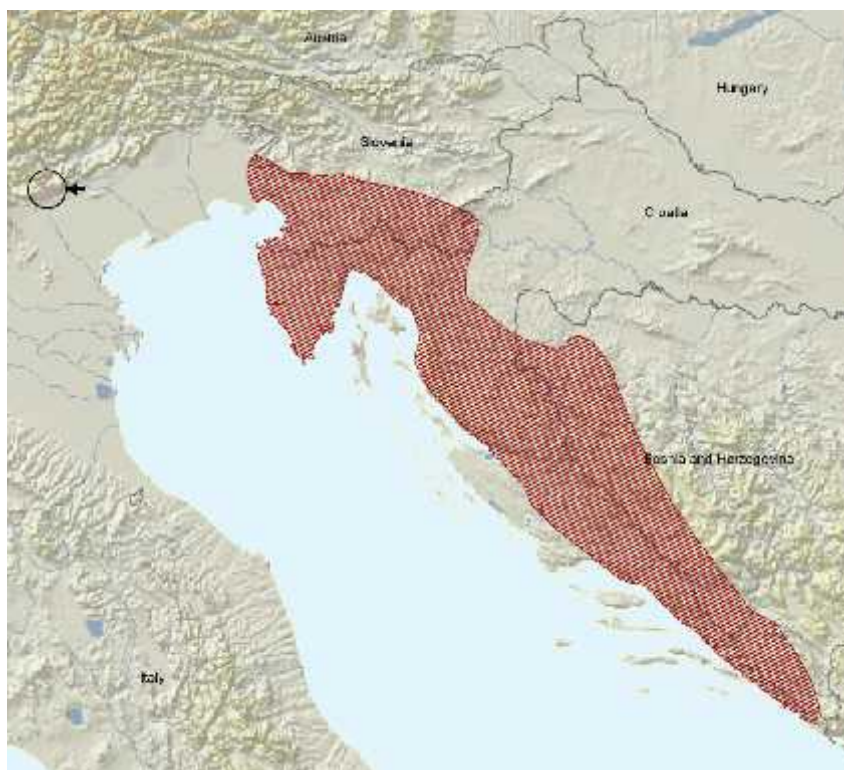 Austria
Hungary
Slovenia
Croatia
Bosnia and Herzegovina
Italy